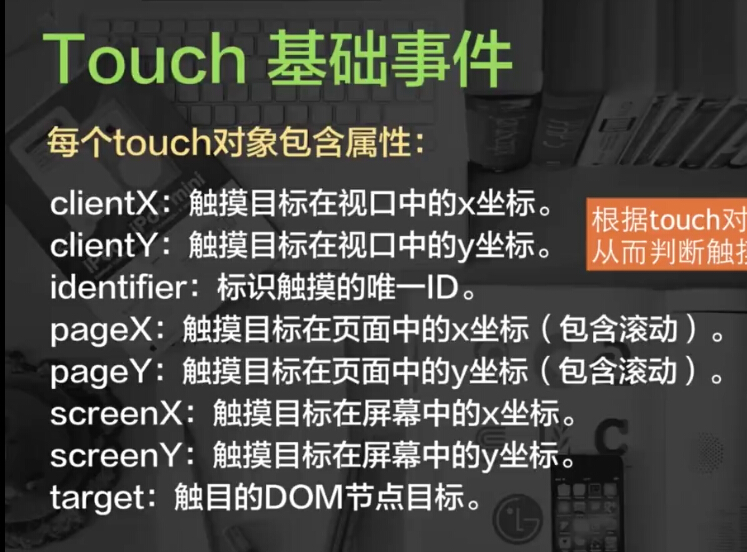 Touch 基础事件
每个touch对象包含属性：
clientX：触摸目标在视口中的x坐标。
clientY：触摸目标在视口中的y坐标。
identifier：标识触摸的唯一ID。
pageX：触摸目标在页面中的x坐标（包含滚动）。
pageY：触摸目标在页面中的y坐标（包含滚动）。
screenX：触摸目标在屏幕中的x坐标。
screenY：触摸目标在屏幕中的y坐标。
target：触目的DOM节点目标。
根据touch对
从而判断触摸